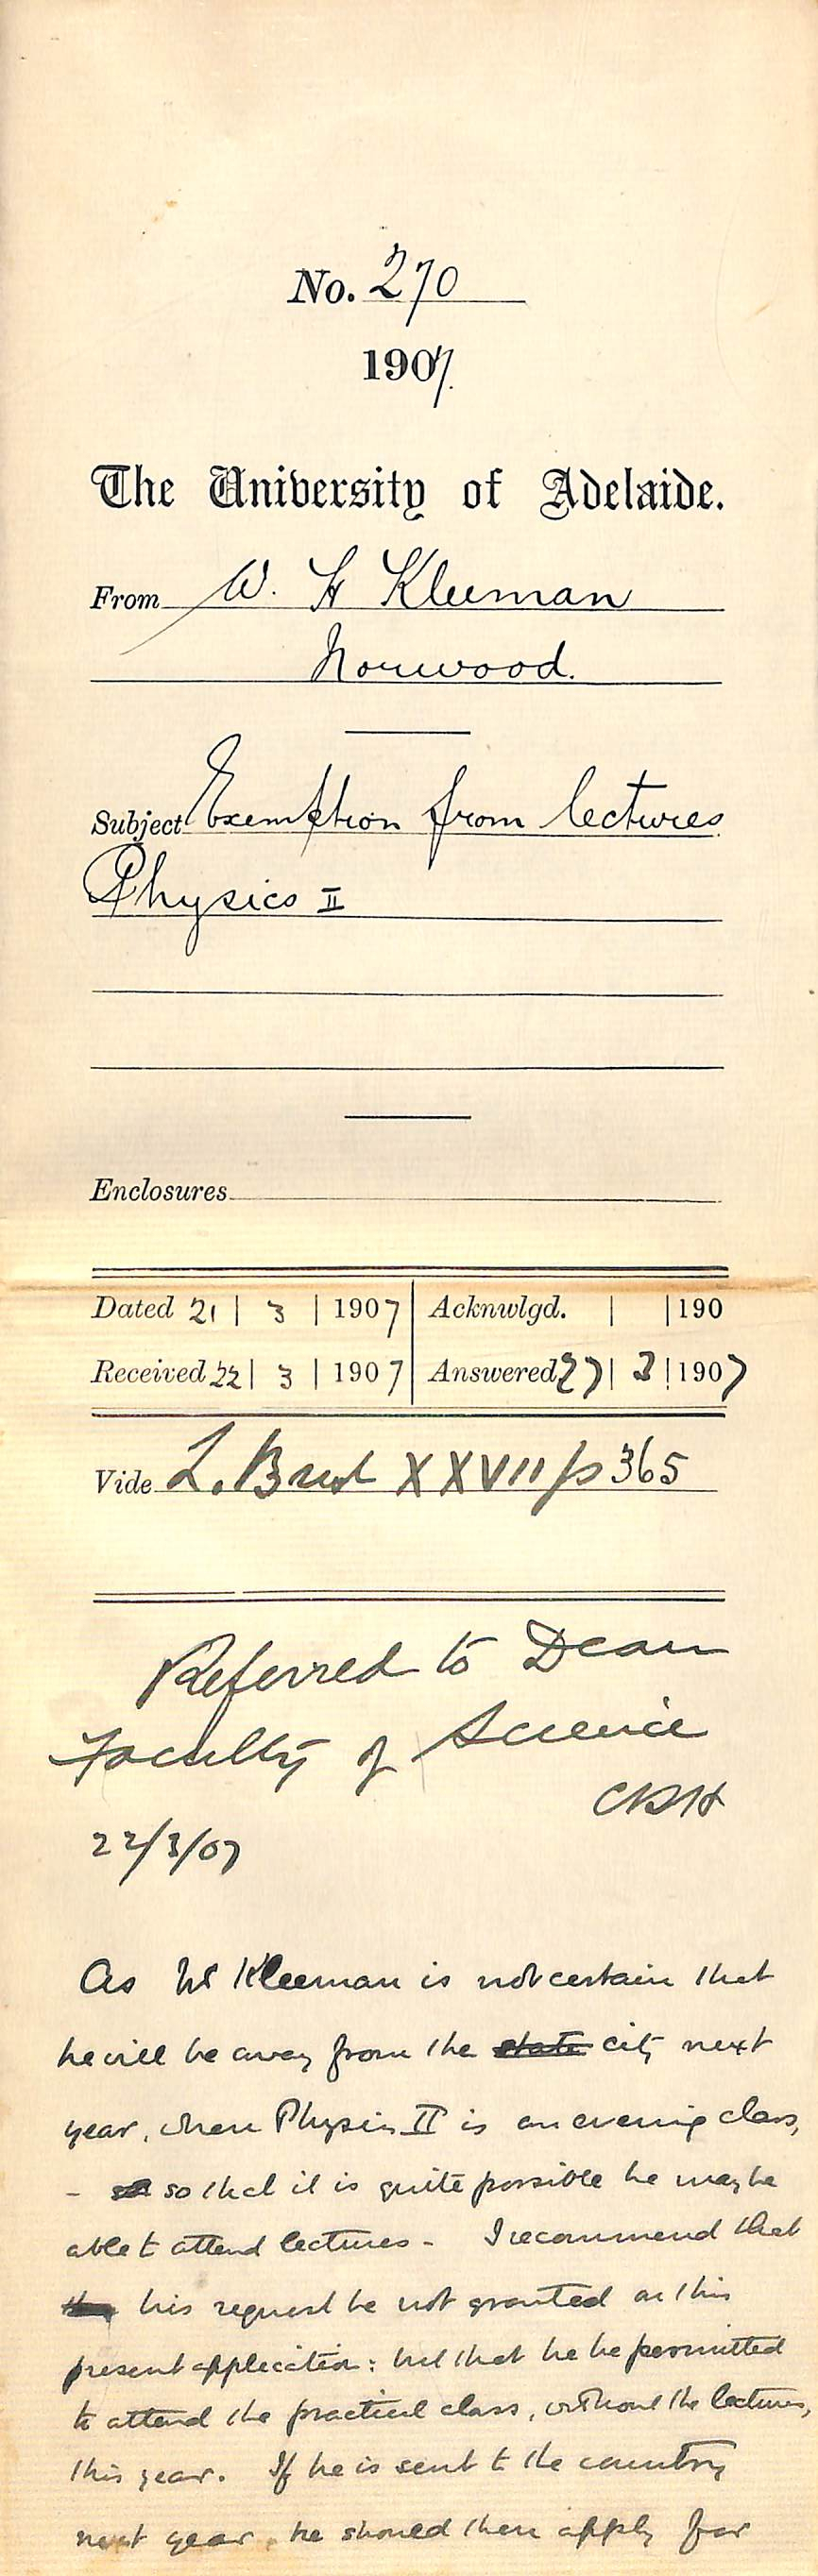 No. 270
1907.
The University of Adelaide.
From W. H Kleeman
Norwood.
Subject Exemption from lectures
Physics II
Enclosures
Dated 21 | 3 | 1907 Acknwlgd. | | 190
Received 22 | 3 | 1907 Answered 27 | 3 | 1907
Vide L. Book XXVII p 365
Referred to Dean
Faculty of Science
22/3/07
As Mr Kleeman is not certain that
he will be away from the state city next
year, when Physics II is an evening class,
- so that it is quite possible he may be
able to attend lectures - I recommend that
his request be not granted on this
present application: but that he be permitted
to attend the practical class, without the lectures,
this year. If he is sent to the country
next year, he should then apply for